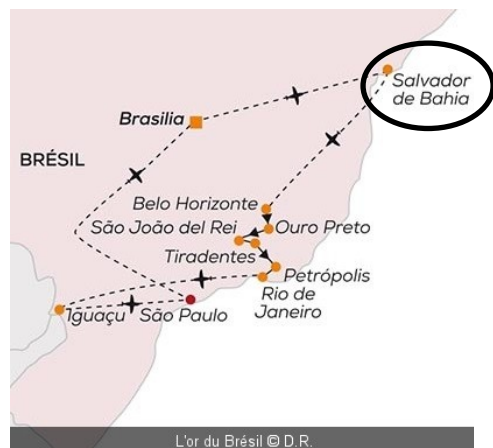 Salvador
de Bahia
Brasilia
BRÉSIL
Belo Horizonte
São João del Rei
Ouro Preto
Tiradentes
Petrópolis
Rio de
Janeiro
Iguaçu
São Paulo
L'or du Brésil © D.R.